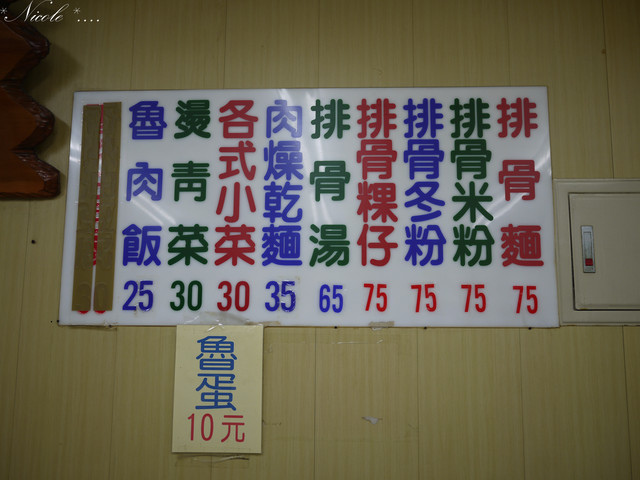 *Nicole*....
排骨麵 75
排骨米粉 75
排骨冬粉 75
排骨粿仔 75
排骨湯 65
肉燥乾麵 35
各式小菜 30
燙青菜 30
魯肉飯 25
魯蛋
10元